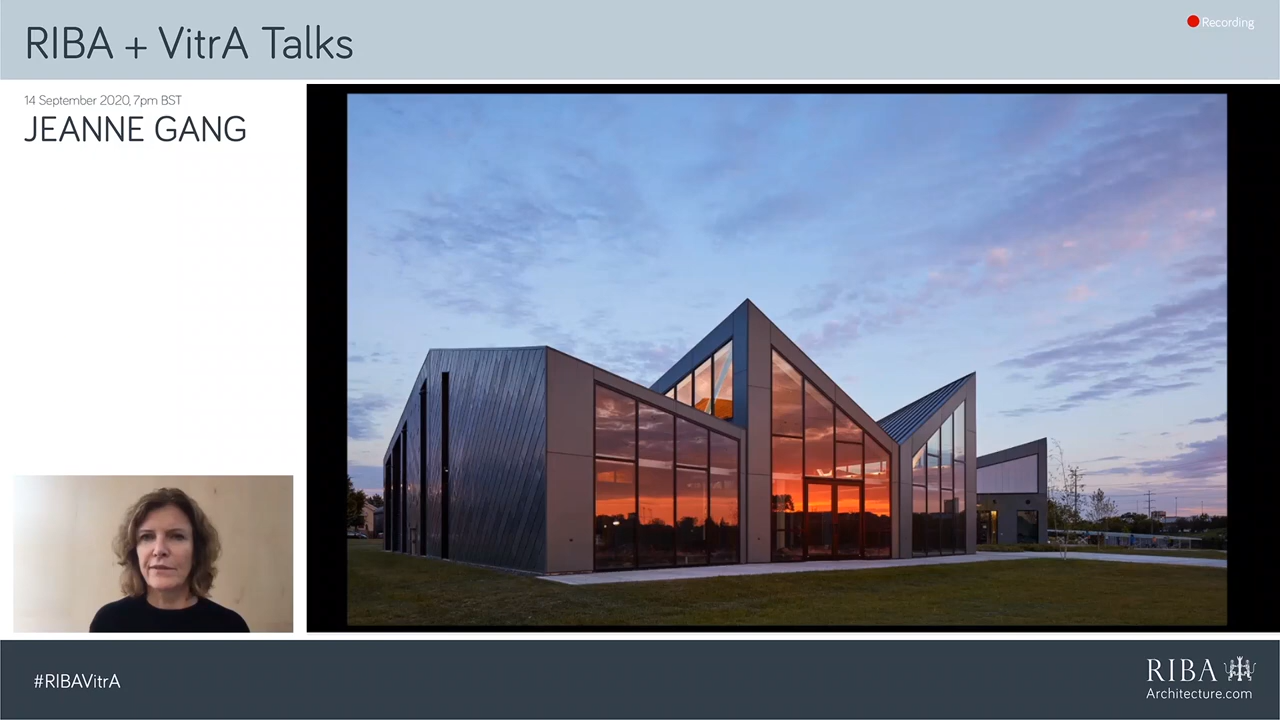 RIBA + VitrA Talks
Recording
14 September 2020, 7pm BST
JEANNE GANG
#RIBAVitrA
RIBA
Architecture.com